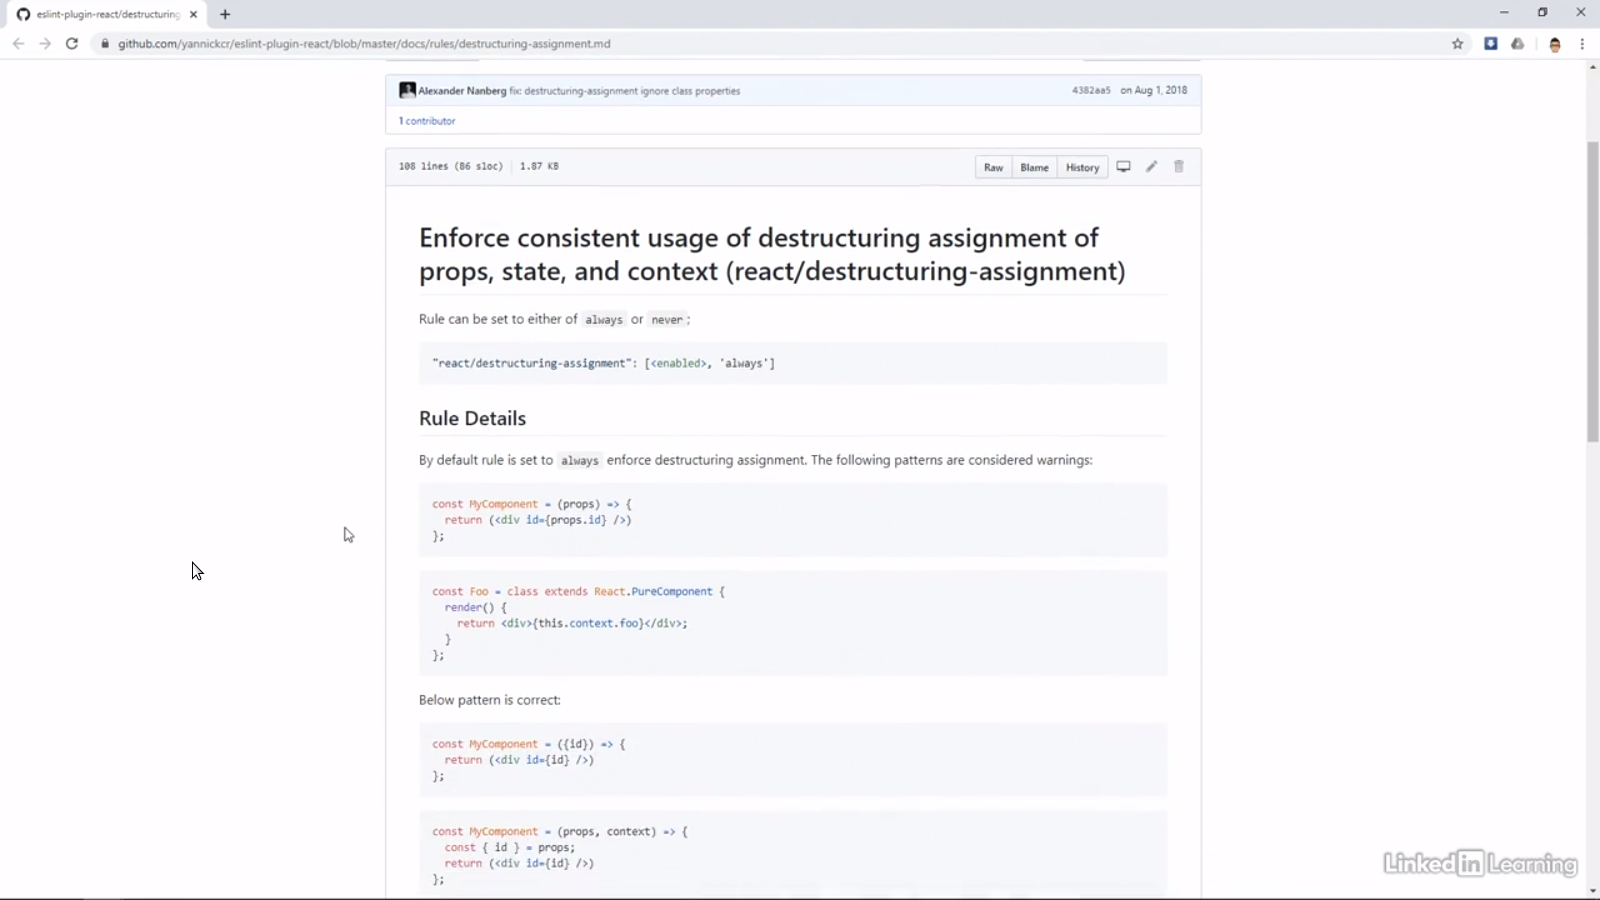 eslint-plugin-react/destructuring
github.com/yannickcr/eslint-plugin-react/blob/master/docs/rules/destructuring-assignment.md
Alexander Nanberg fix: destructuring-assignment ignore class properties 4382aa5 on Aug 1, 2018
1 contributor
108 lines (86 sloc) 1.87 KB Raw Blame History
Enforce consistent usage of destructuring assignment of
props, state, and context (react/destructuring-assignment)
Rule can be set to either of always or never ;
"react/destructuring-assignment": [<enabled>, 'always']
Rule Details
By default rule is set to always enforce destructuring assignment. The following patterns are considered warnings:
const MyComponent = (props) => {
return (<div id={props.id} />)
};
const Foo = class extends React.PureComponent {
render() {
return <div>{this.context.foo}</div>;
}
};
Below pattern is correct:
const MyComponent = ({id}) => {
return (<div id={id} />)
};
const MyComponent = (props, context) => {
const { id } = props;
return (<div id={id} />)
};
Linked in Learning